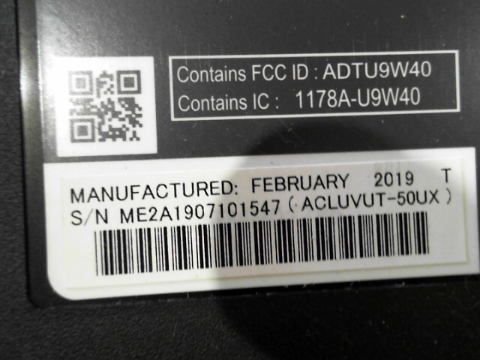 Contains FCC ID : ADTU9W40
Contains IC : 1178A-U9W40
MANUFACTURED: FEBRUARY 2019 T
S/N ME2A1907101547 ( ACLUVUT-50UX )